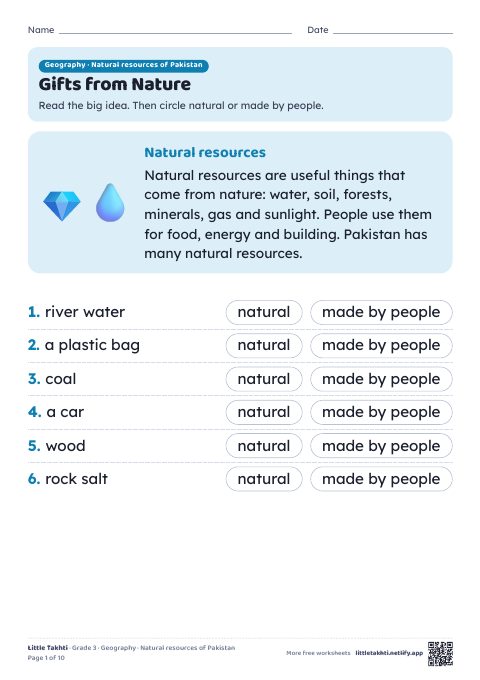 Name
Date
Geography · Natural resources of Pakistan
Gifts from Nature
Read the big idea. Then circle natural or made by people.
Natural resources
Natural resources are useful things that
come from nature: water, soil, forests,
minerals, gas and sunlight. People use them
for food, energy and building. Pakistan has
many natural resources.
1. river water natural made by people
2. a plastic bag natural made by people
3. coal natural made by people
4. a car natural made by people
5. wood natural made by people
6. rock salt natural made by people
Little Takhti · Grade 3 · Geography · Natural resources of Pakistan
Page 1 of 10
More free worksheets · littletakhti.netlify.app